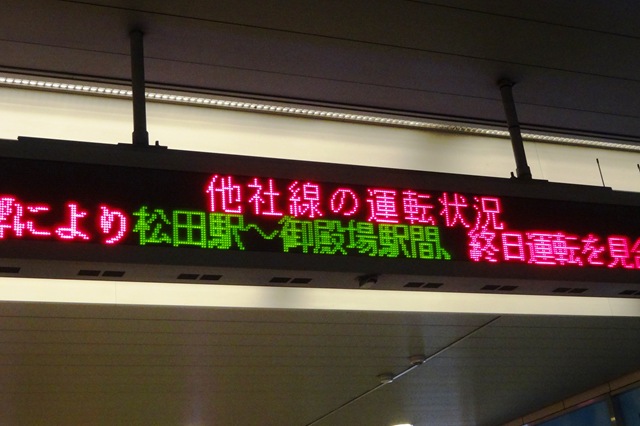 他社線の運転状況
により松田駅～御殿場駅間、終日運転を見合